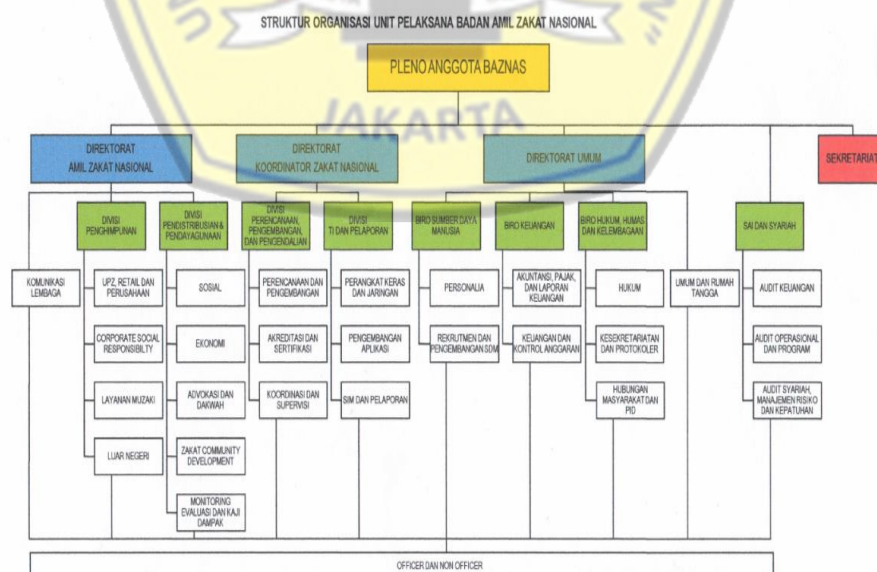 STRUKTUR ORGANISASI UNIT PELAKSANA BADAN AMIL ZAKAT NASIONAL
PLENO ANGGOTA BAZNAS
JAKARTA
DIREKTORAT
AMIL ZAKAT NASIONAL
DIREKTORAT
KOORDINATOR ZAKAT NASIONAL
DIREKTORAT UMUM
SEKRETARIAT
DIVISI
PENGHIMPUNAN
DIVISI
PENDISTRIBUSIAN &
PENDAYAGUNAAN
DIVISI
PERENCANAAN,
PENGEMBANGAN,
DAN PENGENDALIAN
DIVISI
TI DAN PELAPORAN
BIRO SUMBER DAYA
MANUSIA
BIRO KEUANGAN
BIRO HUKUM, HUMAS
DAN KELEMBAGAAN
SAI DAN SYARIAH
KOMUNIKASI
LEMBAGA
UPZ, RETAIL DAN
PERUSAHAAN
SOSIAL
PERENCANAAN DAN
PENGEMBANGAN
PERANGKAT KERAS
DAN JARINGAN
PERSONALIA
AKUNTANSI, PAJAK,
DAN LAPORAN
KEUANGAN
HUKUM
UMUM DAN RUMAH
TANGGA
AUDIT KEUANGAN
CORPORATE SOCIAL
RESPONSIBILTY
EKONOMI
AKREDITASI DAN
SERTIFIKASI
PENGEMBANGAN
APLIKASI
REKRUTMEN DAN
PENGEMBANGAN SDM
KEUANGAN DAN
KONTROL ANGGARAN
KESEKRETARIATAN
DAN PROTOKOLER
AUDIT OPERASIONAL
DAN PROGRAM
LAYANAN MUZAKI
ADVOKASI DAN
DAKWAH
KOORDINASI DAN
SUPERVISI
SIM DAN PELAPORAN
HUBUNGAN
MASYARAKAT DAN
PID
AUDIT SYARIAH,
MANAJEMEN RISIKO
DAN KEPATUHAN
LUAR NEGERI
ZAKAT COMMUNITY
DEVELOPMENT
MONITORING
EVALUASI DAN KAJI
DAMPAK
OFFICER DAN NON OFFICER